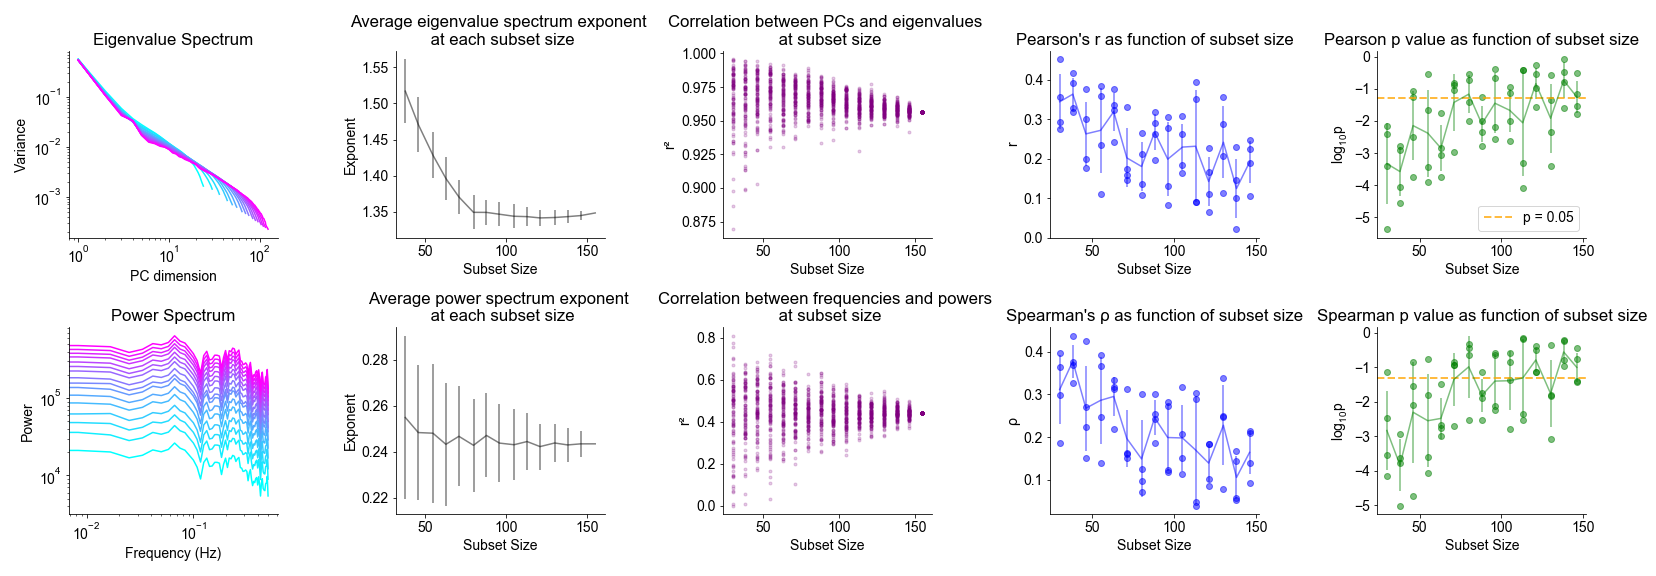 Eigenvalue Spectrum
Variance
10⁻¹
10⁻²
10⁻³
10⁰
10¹
10²
PC dimension
Average eigenvalue spectrum exponent
at each subset size
Exponent
1.55
1.50
1.45
1.40
1.35
50
100
150
Subset Size
Correlation between PCs and eigenvalues
at subset size
r²
1.000
0.975
0.950
0.925
0.900
0.875
50
100
150
Subset Size
Pearson's r as function of subset size
r
0.4
0.3
0.2
0.1
0.0
50
100
150
Subset Size
Pearson p value as function of subset size
log₁₀p
0
−1
−2
−3
−4
−5
p = 0.05
50
100
150
Subset Size
Power Spectrum
Power
10⁵
10⁴
10⁻²
10⁻¹
Frequency (Hz)
Average power spectrum exponent
at each subset size
Exponent
0.28
0.26
0.24
0.22
50
100
150
Subset Size
Correlation between frequencies and powers
at subset size
r²
0.8
0.6
0.4
0.2
0.0
50
100
150
Subset Size
Spearman's ρ as function of subset size
ρ
0.4
0.3
0.2
0.1
50
100
150
Subset Size
Spearman p value as function of subset size
log₁₀p
0
−1
−2
−3
−4
−5
50
100
150
Subset Size